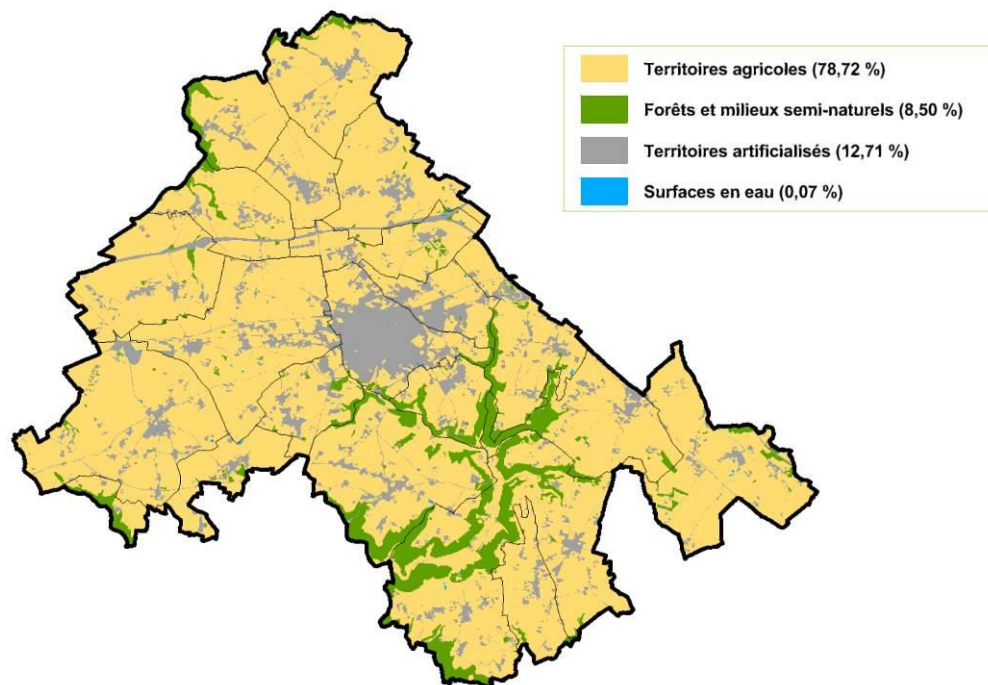 Territoires agricoles (78,72 %)
Forêts et milieux semi-naturels (8,50 %)
Territoires artificialisés (12,71 %)
Surfaces en eau (0,07 %)